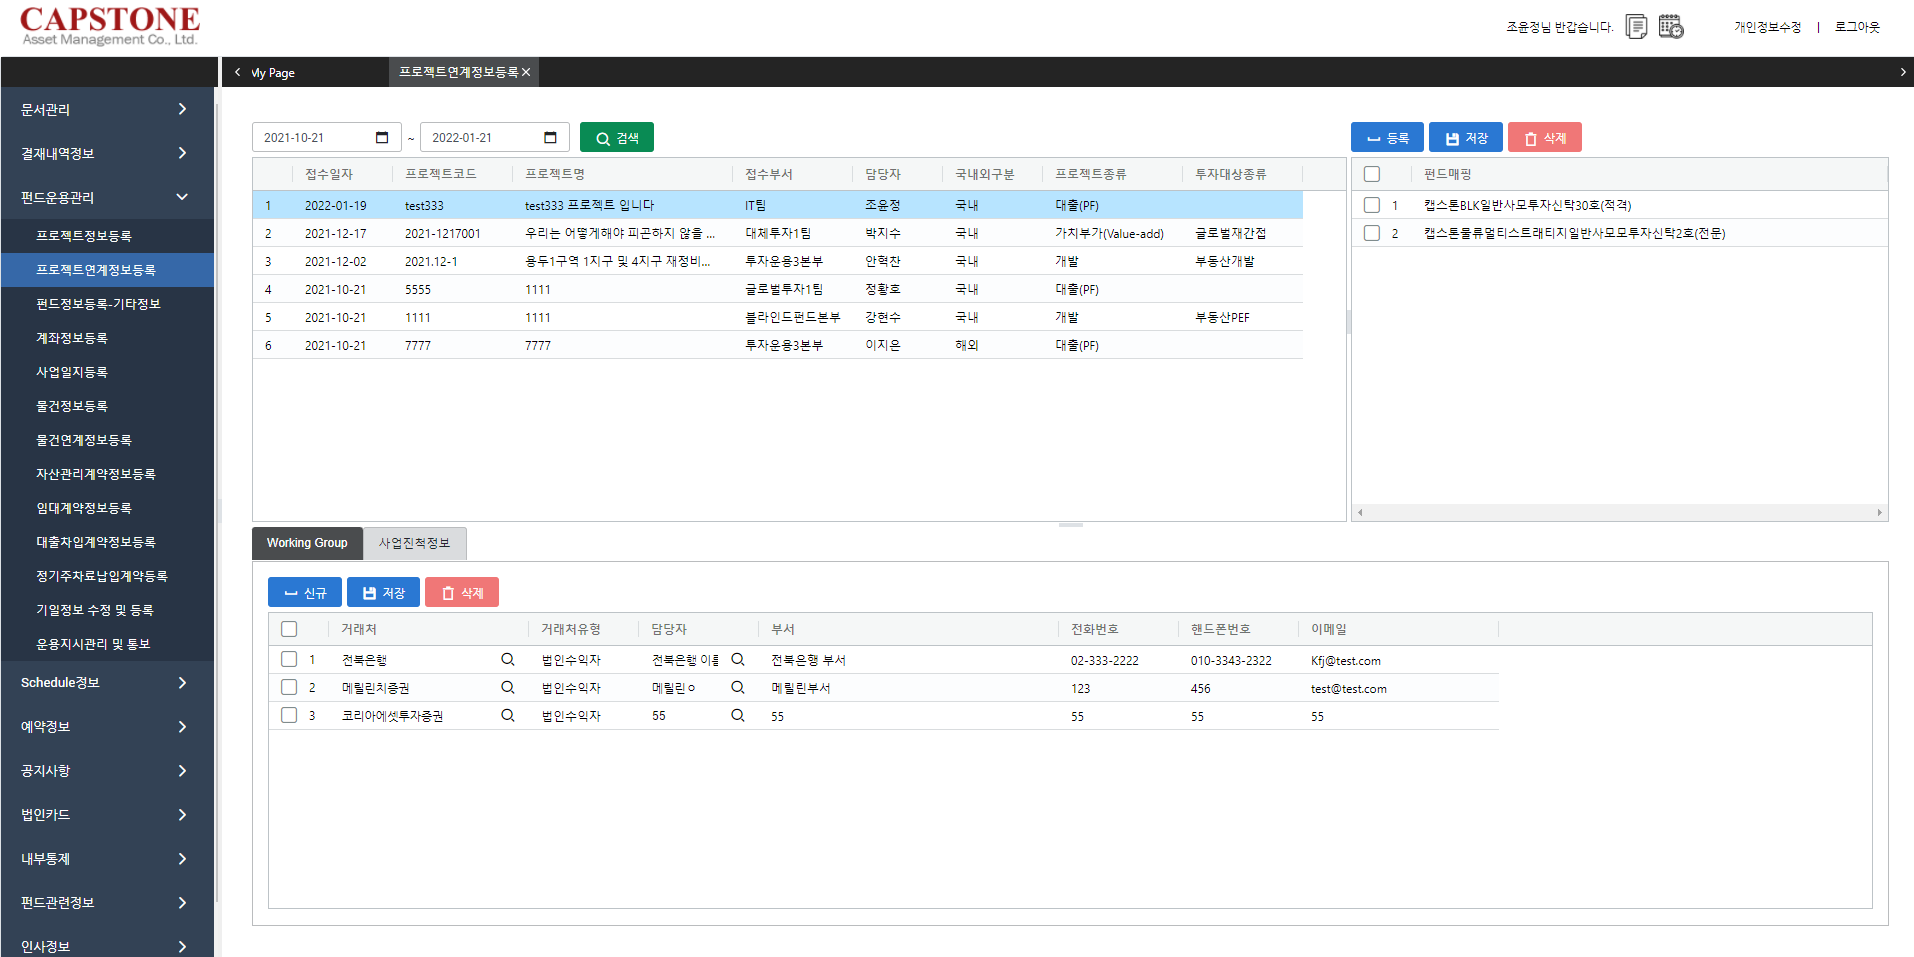 CAPSTONE
Asset Management Co., Ltd.
조윤정님 반갑습니다.
개인정보수정 | 로그아웃
My Page
프로젝트연계정보등록
문서관리
결재내역정보
펀드운용관리
프로젝트정보등록
프로젝트연계정보등록
펀드정보등록-기타정보
계좌정보등록
사업일지등록
물건정보등록
물건연계정보등록
자산관리계약정보등록
임대계약정보등록
대출차입계약정보등록
정기주차료납입계약등록
기일정보 수정 및 등록
운용지시관리 및 통보
Schedule정보
예약정보
공지사항
법인카드
내부통제
펀드관련정보
인사정보
2021-10-21 ~ 2022-01-21 검색
접수일자 프로젝트코드 프로젝트명 접수부서 담당자 국내외구분 프로젝트종류 투자대상종류
1 2022-01-19 test333 test333 프로젝트 입니다 IT팀 조윤정 국내 대출(PF)
2 2021-12-17 2021-1217001 우리는 어떻게해야 피곤하지 않을 ... 대체투자1팀 박지수 국내 가치부가(Value-add) 글로벌재간접
3 2021-12-02 2021.12-1 용두1구역 1지구 및 4지구 재정비... 투자운용3본부 안혁찬 국내 개발 부동산개발
4 2021-10-21 5555 1111 글로벌투자1팀 정황호 국내 대출(PF)
5 2021-10-21 1111 1111 블라인드펀드본부 강현수 국내 개발 부동산PEF
6 2021-10-21 7777 7777 투자운용3본부 이지은 해외 대출(PF)
등록 저장 삭제
펀드매핑
1 캡스톤BLK일반사모투자신탁30호(적격)
2 캡스톤물류멀티스트래티지일반사모모투자신탁2호(전문)
Working Group 사업진척정보
신규 저장 삭제
거래처 거래처유형 담당자 부서 전화번호 핸드폰번호 이메일
1 전북은행 법인수익자 전북은행 이름 전북은행 부서 02-333-2222 010-3343-2322 Kfj@test.com
2 메릴린치증권 법인수익자 메릴린ㅇ 메릴린부서 123 456 test@test.com
3 코리아에셋투자증권 법인수익자 55 55 55 55 55